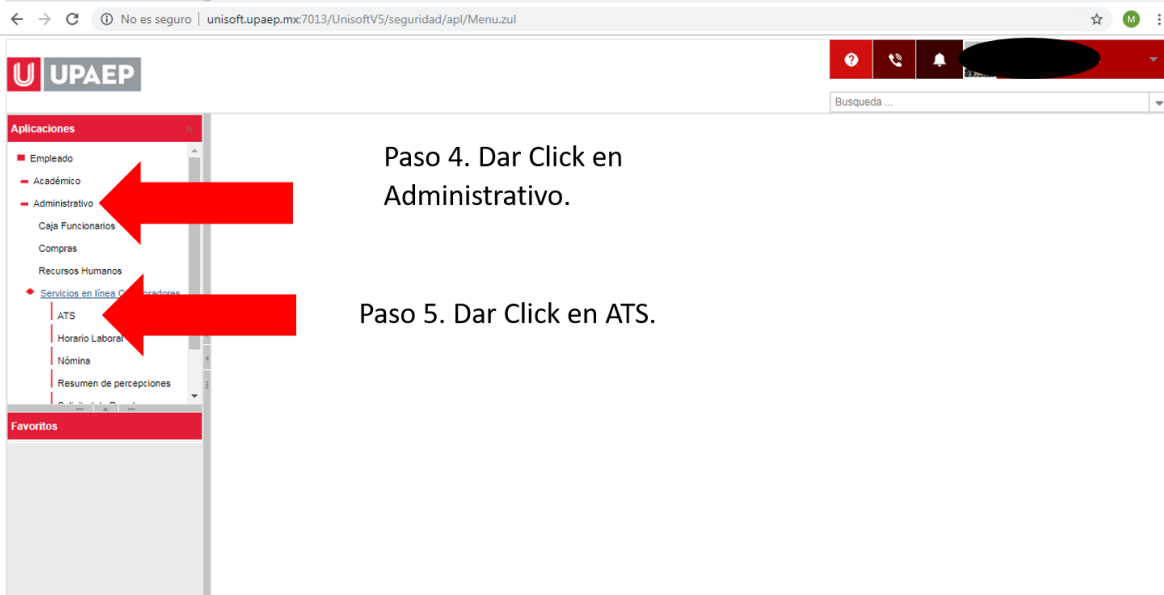 No es seguro | unisoft.upaep.mx:7013/UnisoftV5/seguridad/apl/Menu.zul
M
U UPAEP
Busqueda ...
Aplicaciones
Empleado
Académico
Administrativo
Caja Funcionarios
Compras
Recursos Humanos
Servicios en línea
ATS
Horario Laboral
Nómina
Resumen de percepciones
Favoritos
Paso 4. Dar Click en
Administrativo.
Paso 5. Dar Click en ATS.